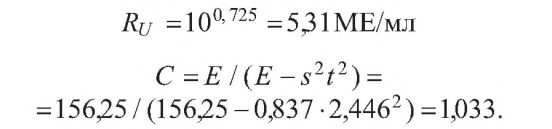 R_U = 10^{0,725} = 5,31 МЕ/мл
C = E / (E – s²t²) =
= 156,25 / (156,25 – 0,837 · 2,446²) = 1,033.